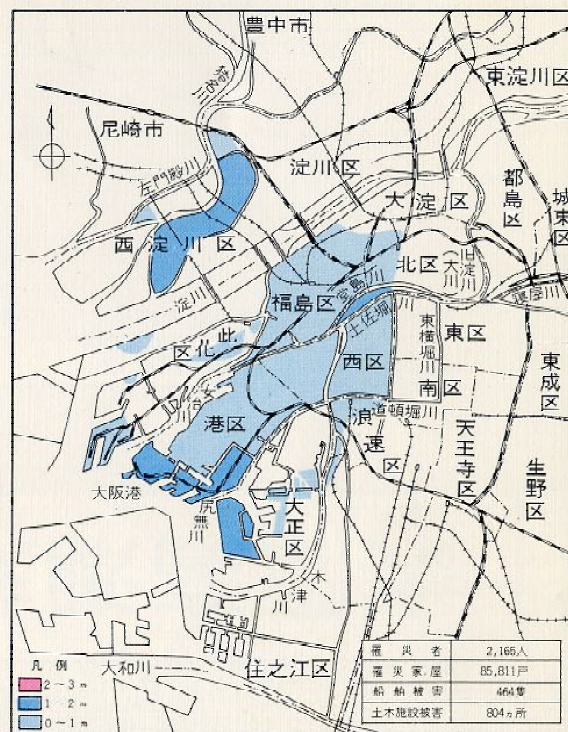 豊中市
東淀川区
尼崎市
淀川区
左門殿川
都島区
城東区
大淀区
西淀川区
北区
旧淀川
(大川)
淀川
福島区
堂島川
土佐堀川
寝屋川
此花区
東横堀川
東区
西区
東成区
南区
港区
道頓堀川
浪速区
天王寺区
生野区
大阪港
尻無川
大正区
木津川
大和川
住之江区
凡例
2~3m
1~2m
0~1m
罹災者 2,165人
罹災家屋 85,811戸
船舶被害 464隻
土木施設被害 804ヵ所